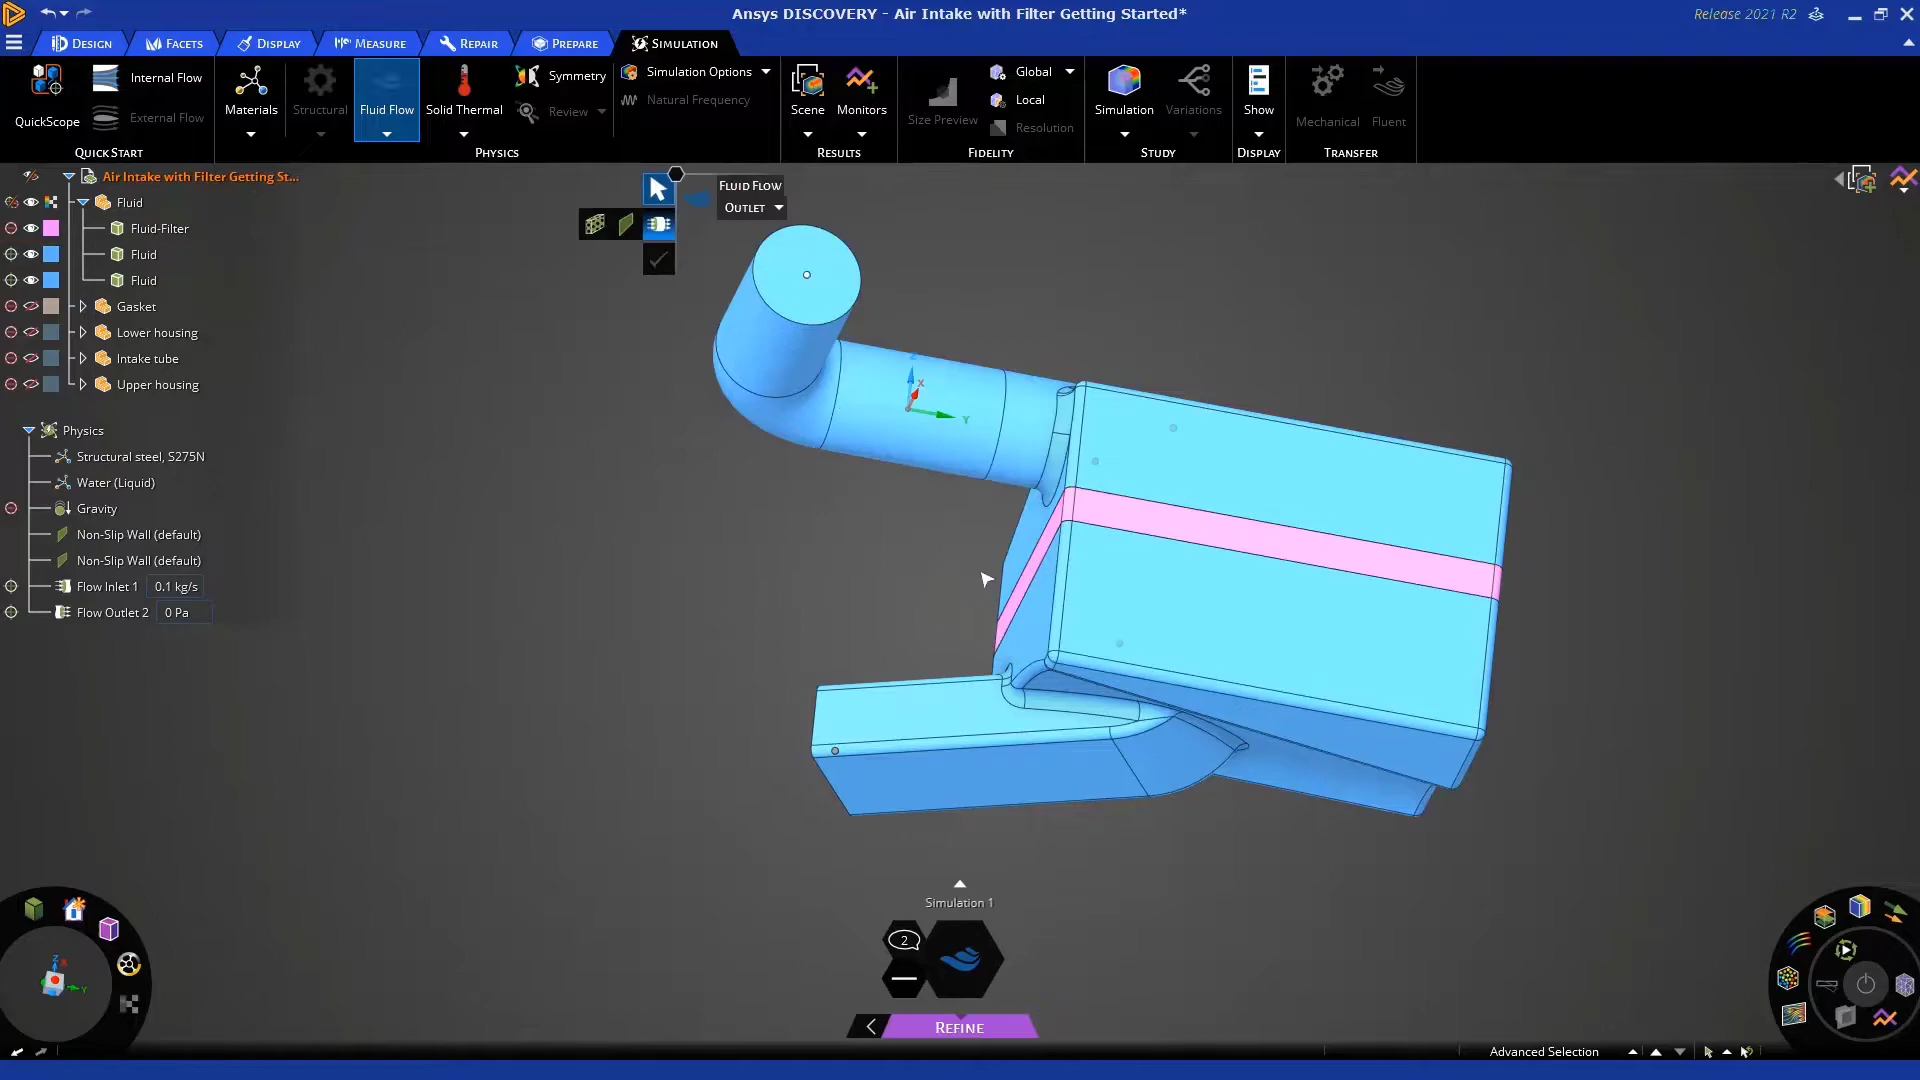 Ansys DISCOVERY - Air Intake with Filter Getting Started*
Release 2021 R2
DESIGN
FACETS
DISPLAY
MEASURE
REPAIR
PREPARE
SIMULATION
QuickScope
Internal Flow
External Flow
QUICK START
Materials
Structural
Fluid Flow
Solid Thermal
Symmetry
Review
Simulation Options
Natural Frequency
PHYSICS
Scene
Monitors
RESULTS
Size Preview
Global
Local
Resolution
FIDELITY
Simulation
Variations
STUDY
Show
DISPLAY
Mechanical
Fluent
TRANSFER
Air Intake with Filter Getting St...
Fluid
Fluid-Filter
Fluid
Fluid
Gasket
Lower housing
Intake tube
Upper housing
Physics
Structural steel, S275N
Water (Liquid)
Gravity
Non-Slip Wall (default)
Non-Slip Wall (default)
Flow Inlet 1 0.1 kg/s
Flow Outlet 2 0 Pa
FLUID FLOW
OUTLET
Z
X
Y
Simulation 1
2
REFINE
Z
X
Y
Advanced Selection